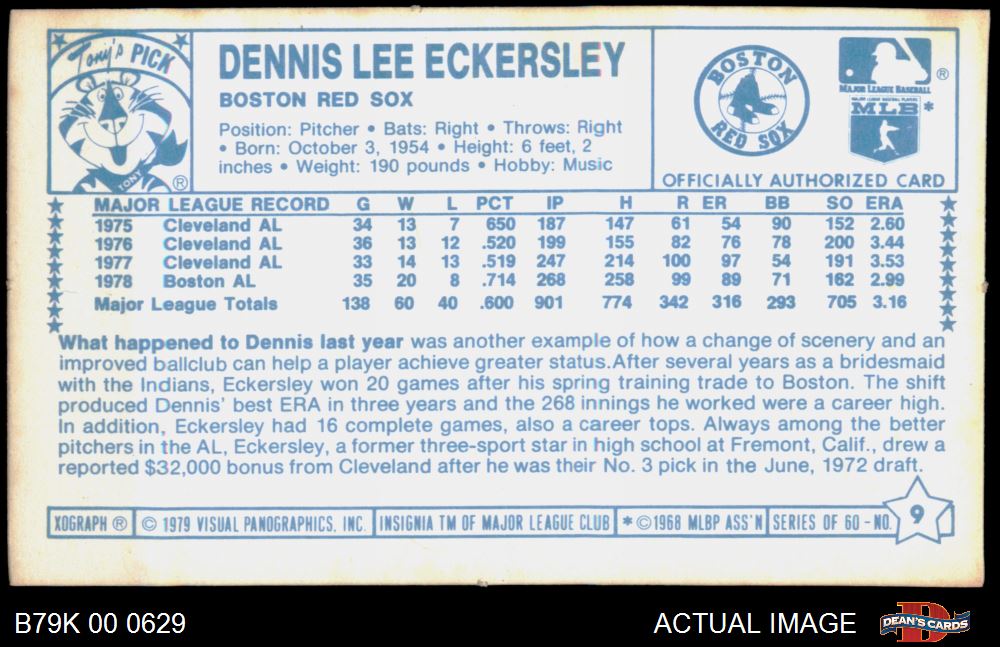 Tony's PICK
TONY
®
DENNIS LEE ECKERSLEY
BOSTON RED SOX
Position: Pitcher • Bats: Right • Throws: Right
• Born: October 3, 1954 • Height: 6 feet, 2
inches • Weight: 190 pounds • Hobby: Music
BOSTON
RED SOX
®
MAJOR LEAGUE BASEBALL
MAJOR LEAGUE BASEBALL PLAYERS
MLB *
OFFICIALLY AUTHORIZED CARD
MAJOR LEAGUE RECORD G W L PCT IP H R ER BB SO ERA
1975 Cleveland AL 34 13 7 650 187 147 61 54 90 152 2.60
1976 Cleveland AL 36 13 12 .520 199 155 82 76 78 200 3.44
1977 Cleveland AL 33 14 13 .519 247 214 100 97 54 191 3.53
1978 Boston AL 35 20 8 .714 268 258 99 89 71 162 2.99
Major League Totals 138 60 40 .600 901 774 342 316 293 705 3.16
What happened to Dennis last year was another example of how a change of scenery and an
improved ballclub can help a player achieve greater status.After several years as a bridesmaid
with the Indians, Eckersley won 20 games after his spring training trade to Boston. The shift
produced Dennis' best ERA in three years and the 268 innings he worked were a career high.
In addition, Eckersley had 16 complete games, also a career tops. Always among the better
pitchers in the AL, Eckersley, a former three-sport star in high school at Fremont, Calif., drew a
reported $32,000 bonus from Cleveland after he was their No. 3 pick in the June, 1972 draft.
XOGRAPH ® © 1979 VISUAL PANOGRAPHICS, INC. INSIGNIA TM OF MAJOR LEAGUE CLUB * © 1968 MLBP ASS'N SERIES OF 60 - NO. 9
B79K 00 0629
ACTUAL IMAGE
D
DEAN'S CARDS